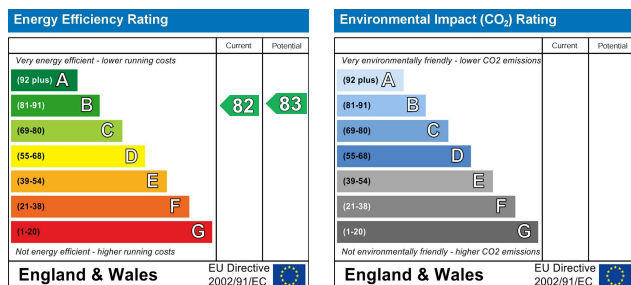 Energy Efficiency Rating
Current Potential
Very energy efficient - lower running costs
(92 plus) A
(81-91) B
82 83
(69-80) C
(55-68) D
(39-54) E
(21-38) F
(1-20) G
Not energy efficient - higher running costs
England & Wales
EU Directive
2002/91/EC
Environmental Impact (CO₂) Rating
Current Potential
Very environmentally friendly - lower CO2 emissions
(92 plus) A
(81-91) B
(69-80) C
(55-68) D
(39-54) E
(21-38) F
(1-20) G
Not environmentally friendly - higher CO2 emissions
England & Wales
EU Directive
2002/91/EC